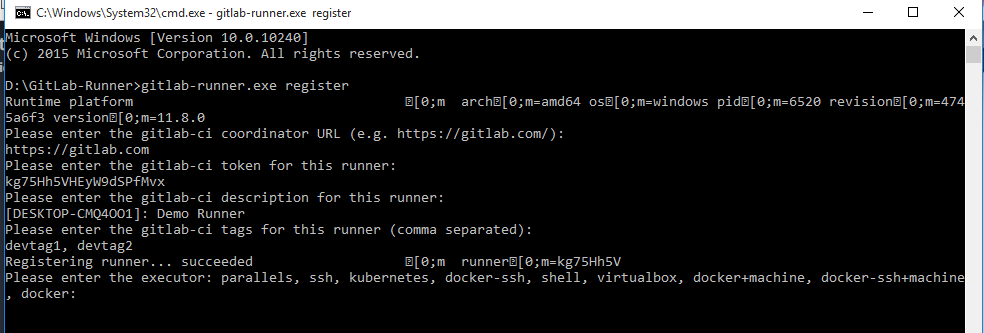 C:\Windows\System32\cmd.exe - gitlab-runner.exe register
Microsoft Windows [Version 10.0.10240]
(c) 2015 Microsoft Corporation. All rights reserved.
D:\GitLab-Runner>gitlab-runner.exe register
Runtime platform                                  ⍰[0;m  arch⍰[0;m=amd64 os⍰[0;m=windows pid⍰[0;m=6520 revision⍰[0;m=474
5a6f3 version⍰[0;m=11.8.0
Please enter the gitlab-ci coordinator URL (e.g. https://gitlab.com/):
https://gitlab.com
Please enter the gitlab-ci token for this runner:
kg75Hh5VHEyW9dSPfMvx
Please enter the gitlab-ci description for this runner:
[DESKTOP-CMQ4OO1]: Demo Runner
Please enter the gitlab-ci tags for this runner (comma separated):
devtag1, devtag2
Registering runner... succeeded                   ⍰[0;m  runner⍰[0;m=kg75Hh5V
Please enter the executor: parallels, ssh, kubernetes, docker-ssh, shell, virtualbox, docker+machine, docker-ssh+machine
, docker: